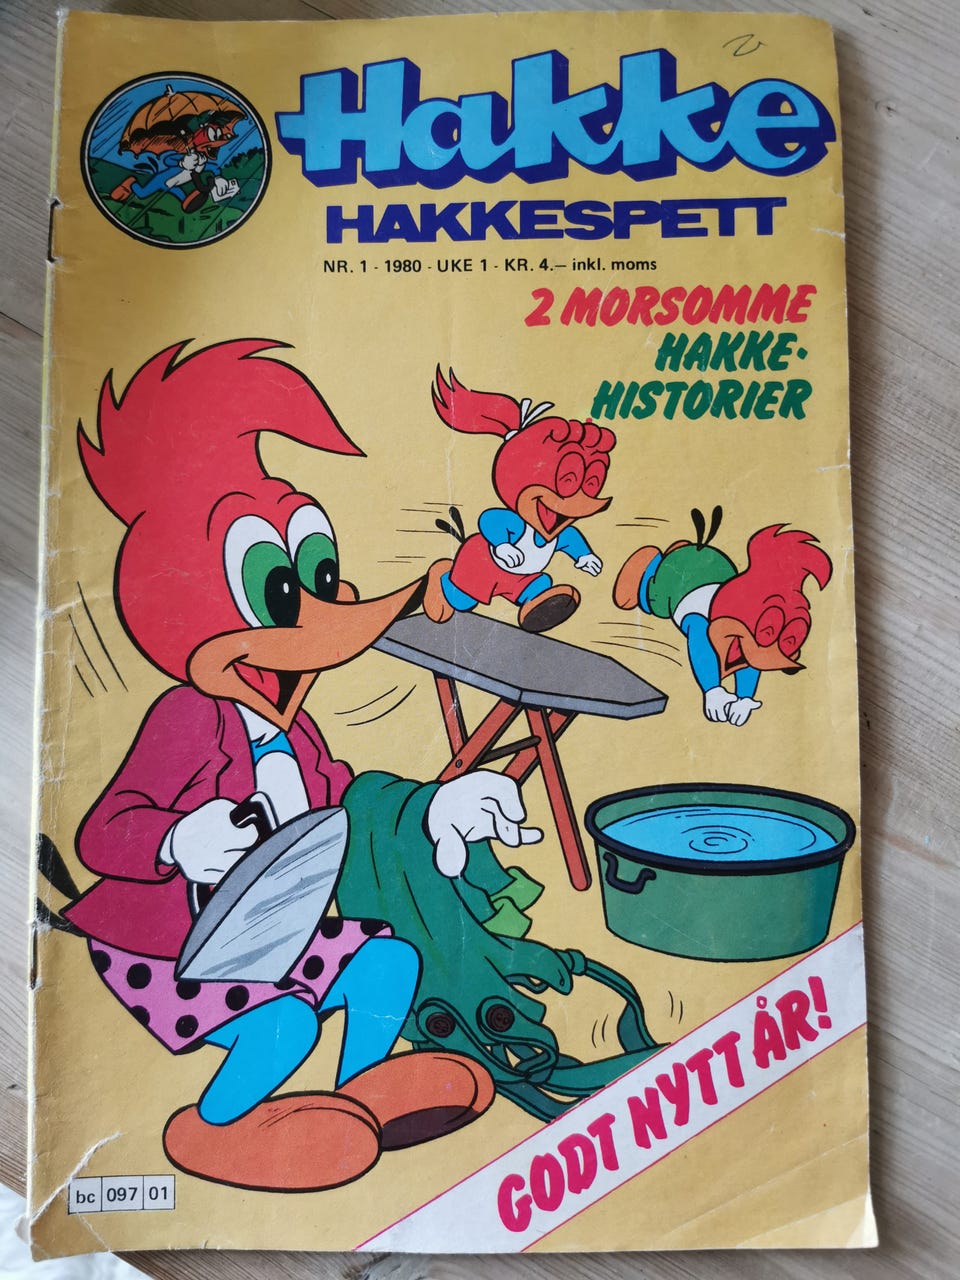 Hakke
HAKKESPETT
NR. 1 - 1980 - UKE 1 - KR. 4.— inkl. moms
2 MORSOMME
HAKKE-
HISTORIER
GODT NYTT ÅR!
bc 097 01